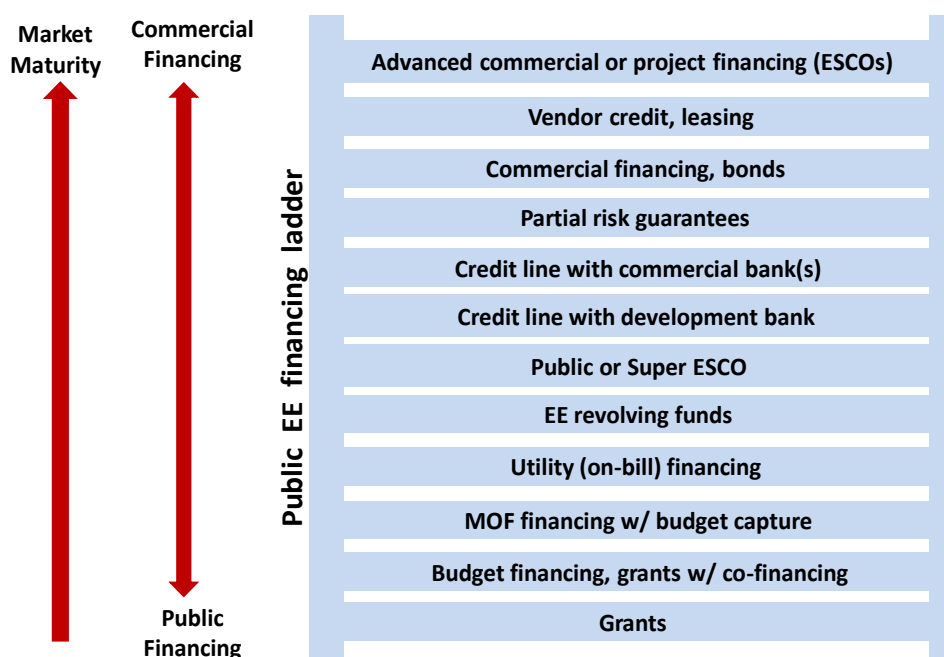 Market
Maturity
Commercial
Financing
Public EE financing ladder
Advanced commercial or project financing (ESCOs)
Vendor credit, leasing
Commercial financing, bonds
Partial risk guarantees
Credit line with commercial bank(s)
Credit line with development bank
Public or Super ESCO
EE revolving funds
Utility (on-bill) financing
MOF financing w/ budget capture
Budget financing, grants w/ co-financing
Grants
Public
Financing